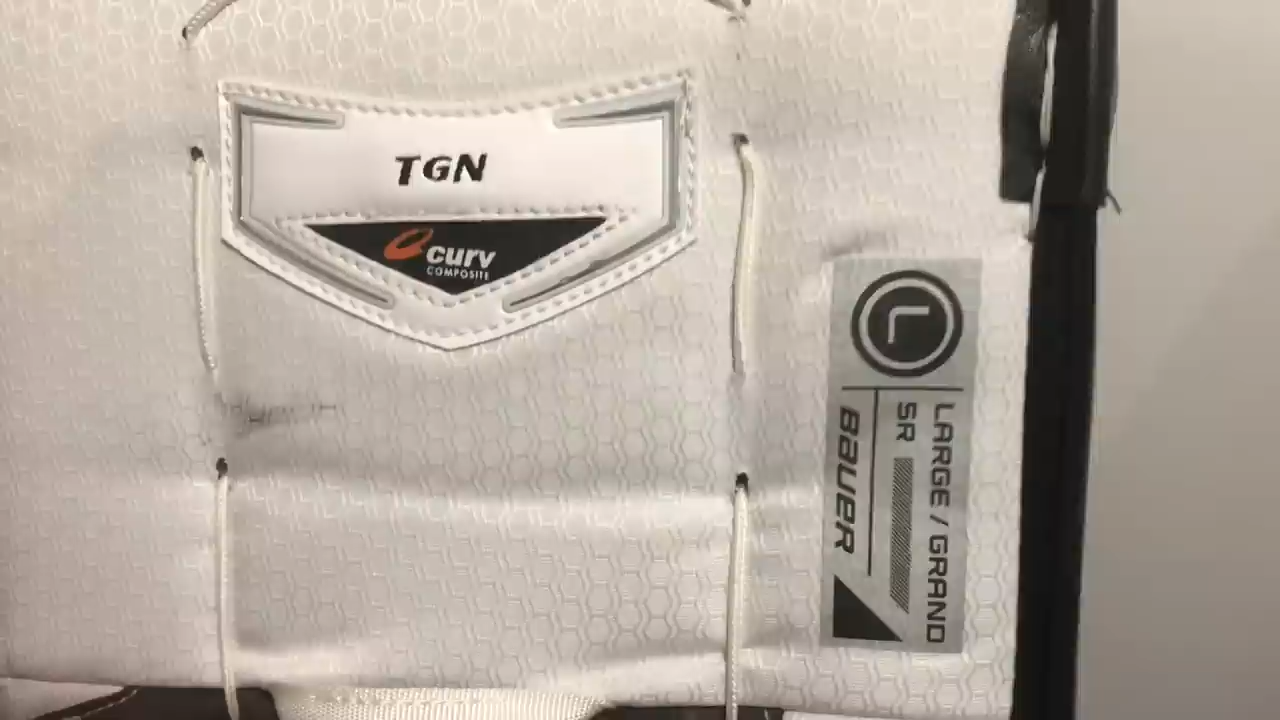 TGN
curv
COMPOSITE
L
LARGE / GRAND
SR
BAUER